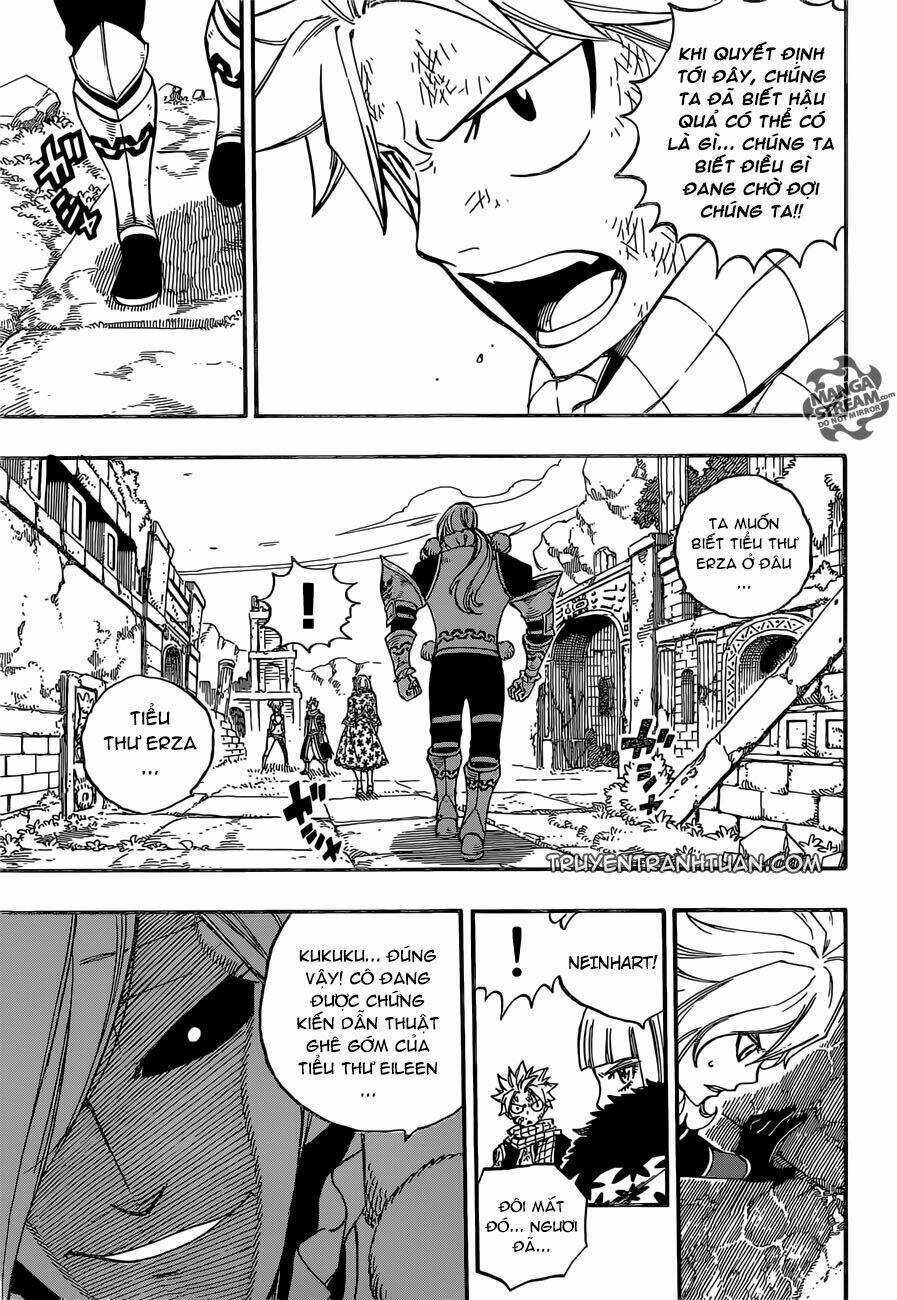 KHI QUYẾT ĐỊNH
TỚI ĐÂY, CHÚNG
TA ĐÃ BIẾT HẬU
QUẢ CÓ THỂ CÓ
LÀ GÌ... CHÚNG TA
BIẾT ĐIỀU GÌ
ĐANG CHỜ ĐỢI
CHÚNG TA!!
MANGA
STREAM.com
DO NOT MIRROR
TA MUỐN
BIẾT TIỂU THƯ
ERZA Ở ĐÂU
...
!
TIỂU
THƯ ERZA
...
TRUYENTRANHTUAN.COM
NEINHART!
!
ĐÔI MẮT
ĐÓ... NGƯƠI
ĐÃ...
KUKUKU... ĐÚNG
VẬY! CÔ ĐANG
ĐƯỢC CHỨNG
KIẾN DẪN THUẬT
GHÊ GỚM CỦA
TIỂU THƯ EILEEN
...